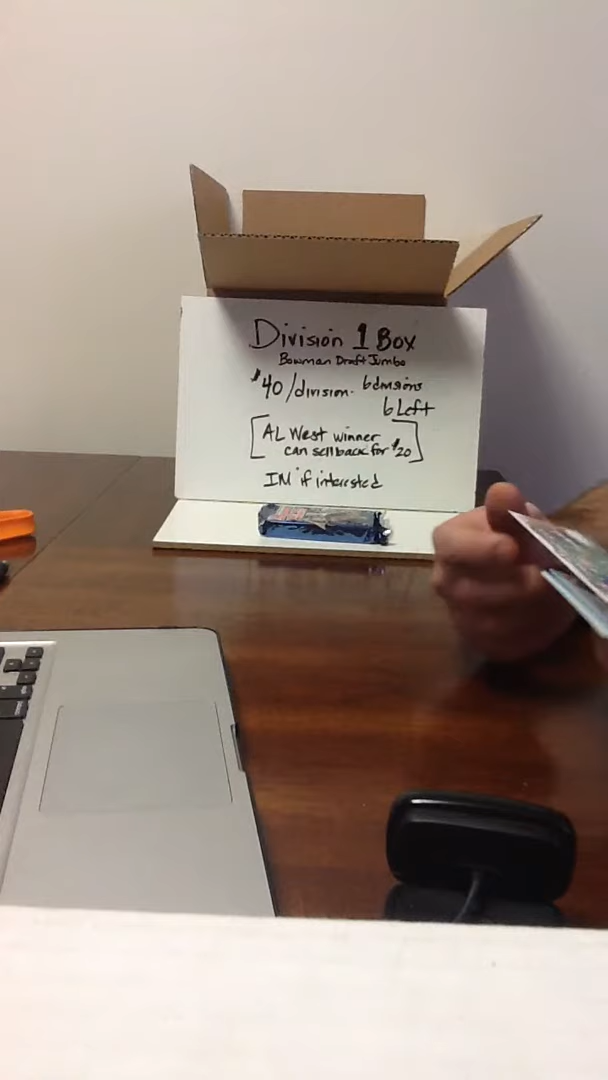 Division 1 Box
Bowman Draft Jumbo
$40/division. 6 divisions
6 Left
[AL West winner
can sell back for $20]
IM if interested